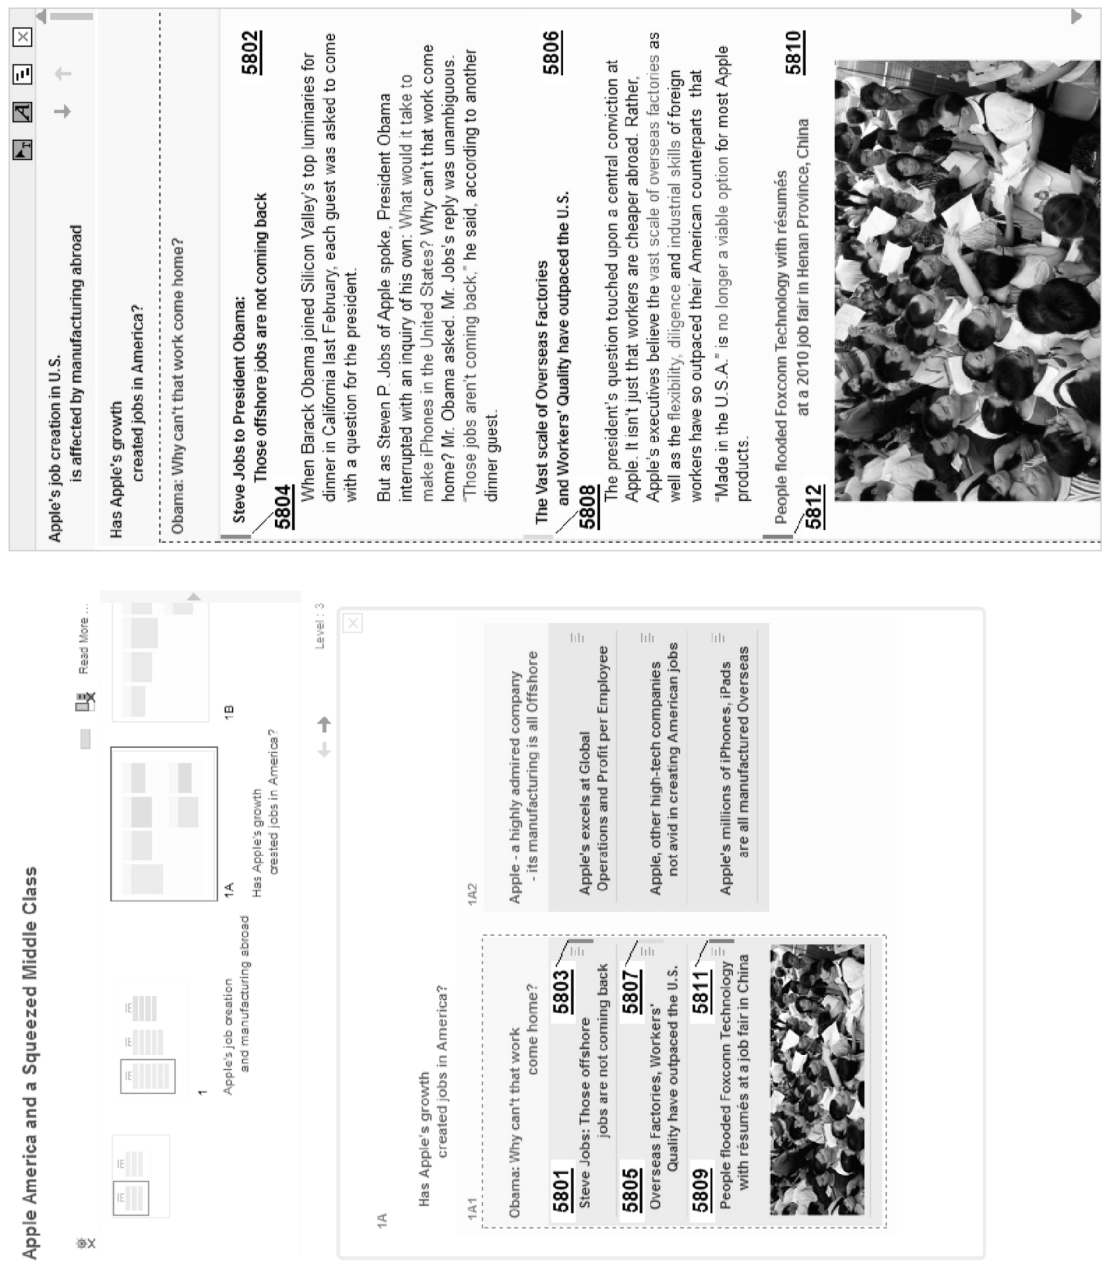 Apple America and a Squeezed Middle Class
Read More ...
IE
IE
IE
IE
IE
1
Apple's job creation
and manufacturing abroad
1A
Has Apple's growth
created jobs in America?
1B
Level : 3
1A
Has Apple's growth
created jobs in America?
1A1
Obama: Why can't that work
come home?
5801
5803
Steve Jobs: Those offshore
jobs are not coming back
5805
5807
Overseas Factories, Workers'
Quality have outpaced the U.S.
5809
5811
People flooded Foxconn Technology
with résumés at a job fair in China
1A2
Apple - a highly admired company
- its manufacturing is all Offshore
Apple's excels at Global
Operations and Profit per Employee
Apple, other high-tech companies
not avid in creating American jobs
Apple's millions of iPhones, iPads
are all manufactured Overseas
T
A
Apple's job creation in U.S.
is affected by manufacturing abroad
Has Apple's growth
created jobs in America?
Obama: Why can't that work come home?
Steve Jobs to President Obama:
Those offshore jobs are not coming back
5802
5804
When Barack Obama joined Silicon Valley's top luminaries for
dinner in California last February, each guest was asked to come
with a question for the president.
But as Steven P. Jobs of Apple spoke, President Obama
interrupted with an inquiry of his own: What would it take to
make iPhones in the United States? Why can't that work come
home? Mr. Obama asked. Mr. Jobs's reply was unambiguous.
"Those jobs aren't coming back," he said, according to another
dinner guest.
The Vast scale of Overseas Factories
and Workers' Quality have outpaced the U.S.
5806
5808
The president's question touched upon a central conviction at
Apple. It isn't just that workers are cheaper abroad. Rather,
Apple's executives believe the vast scale of overseas factories as
well as the flexibility, diligence and industrial skills of foreign
workers have so outpaced their American counterparts that
"Made in the U.S.A." is no longer a viable option for most Apple
products.
People flooded Foxconn Technology with résumés
at a 2010 job fair in Henan Province, China
5810
5812